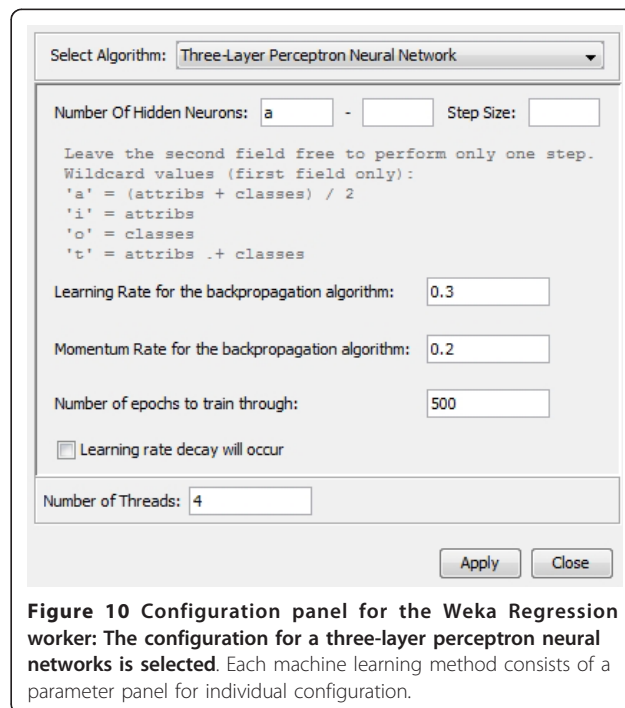 Select Algorithm: Three-Layer Perceptron Neural Network
Number Of Hidden Neurons: a - Step Size:
Leave the second field free to perform only one step.
Wildcard values (first field only):
'a' = (attribs + classes) / 2
'i' = attribs
'o' = classes
't' = attribs .+ classes
Learning Rate for the backpropagation algorithm: 0.3
Momentum Rate for the backpropagation algorithm: 0.2
Number of epochs to train through: 500
Learning rate decay will occur
Number of Threads: 4
Apply Close
Figure 10 Configuration panel for the Weka Regression
worker: The configuration for a three-layer perceptron neural
networks is selected. Each machine learning method consists of a
parameter panel for individual configuration.